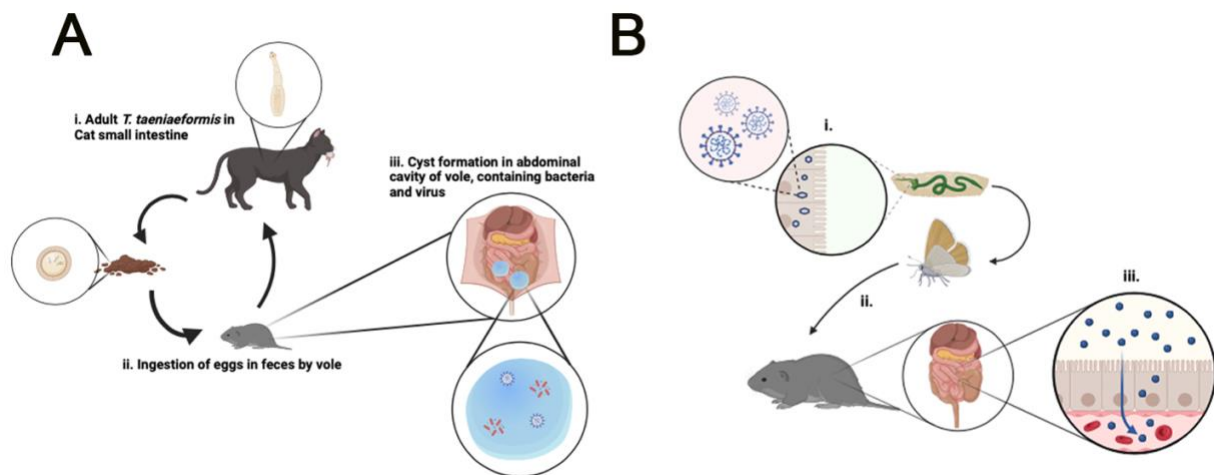 A
B
i. Adult T. taeniaeformis in
Cat small intestine
iii. Cyst formation in abdominal
cavity of vole, containing bacteria
and virus
ii. Ingestion of eggs in feces by vole
i.
ii.
iii.